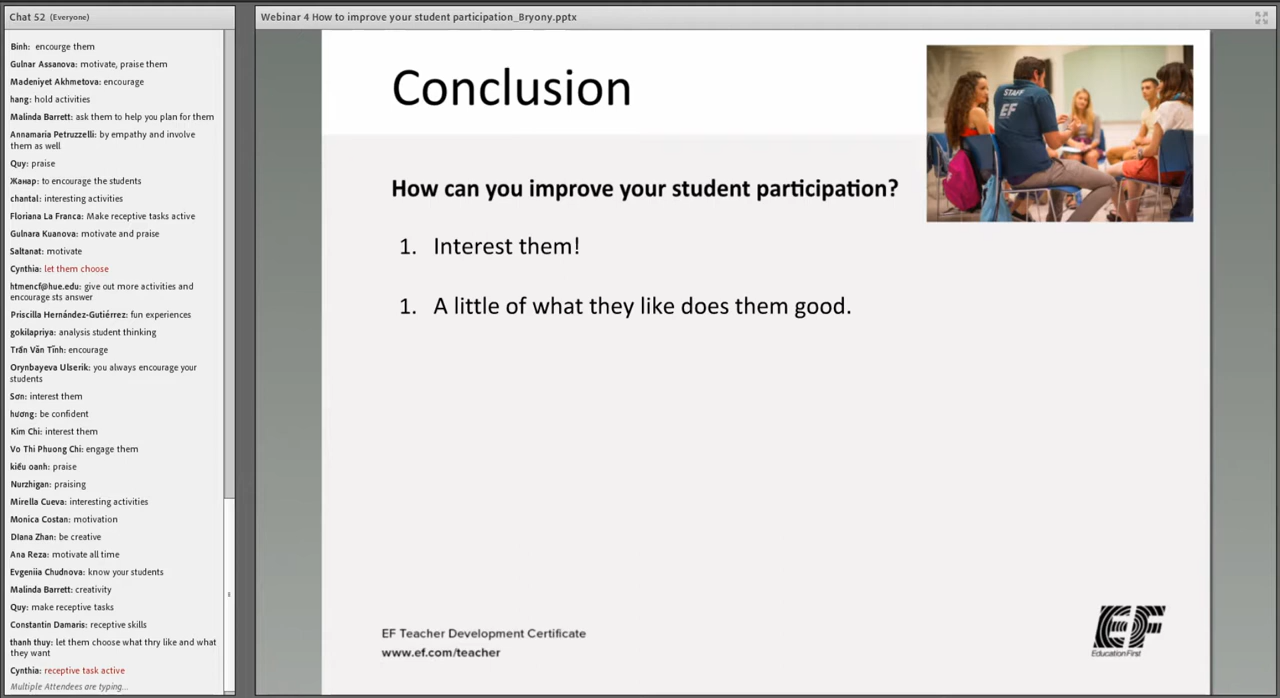 Chat 52 (Everyone)
Binh: encourge them
Gulnar Assanova: motivate, praise them
Madeniyet Akhmetova: encourage
hang: hold activities
Malinda Barrett: ask them to help you plan for them
Annamaria Petruzzelli: by empathy and involve
them as well
Quy: praise
Жанар: to encourage the students
chantal: interesting activities
Floriana La Franca: Make receptive tasks active
Gulnara Kuanova: motivate and praise
Saltanat: motivate
Cynthia: let them choose
htmencf@hue.edu: give out more activities and
encourage sts answer
Priscilla Hernández-Gutiérrez: fun experiences
gokilapriya: analysis student thinking
Trần Văn Tĩnh: encourage
Orynbayeva Ulserik: you always encourage your
students
Sơn: interest them
hương: be confident
Kim Chi: interest them
Vo Thi Phuong Chi: engage them
kiều oanh: praise
Nurzhigan: praising
Mirella Cueva: interesting activities
Monica Costan: motivation
DIana Zhan: be creative
Ana Reza: motivate all time
Evgeniia Chudnova: know your students
Malinda Barrett: creativity
Quy: make receptive tasks
Constantin Damaris: receptive skills
thanh thuy: let them choose what thry like and what
they want
Cynthia: receptive task active
Multiple Attendees are typing...
Webinar 4 How to improve your student participation_Bryony.pptx
Conclusion
STAFF
EF
How can you improve your student participation?
1. Interest them!
1. A little of what they like does them good.
EF Teacher Development Certificate
www.ef.com/teacher
EF
Education First